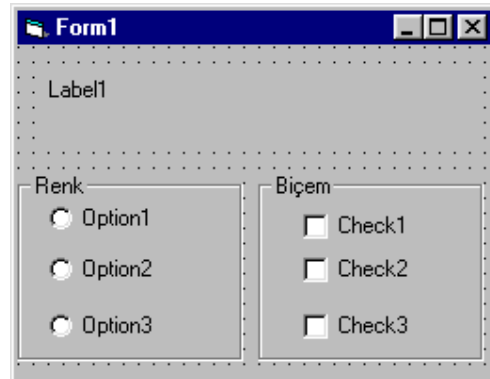 Form1
Label1
Renk
Option1
Option2
Option3
Biçem
Check1
Check2
Check3